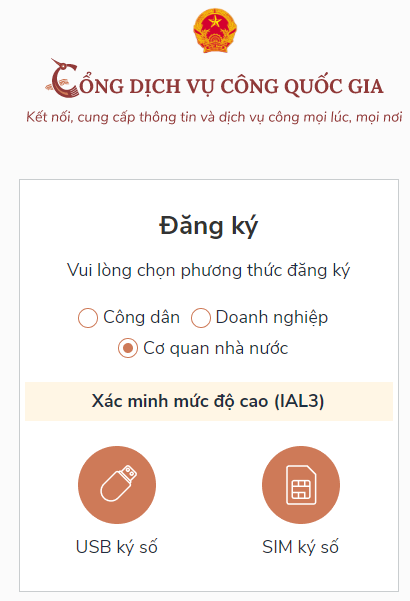 CỔNG DỊCH VỤ CÔNG QUỐC GIA
Kết nối, cung cấp thông tin và dịch vụ công mọi lúc, mọi nơi
Đăng ký
Vui lòng chọn phương thức đăng ký
Công dân Doanh nghiệp
Cơ quan nhà nước
Xác minh mức độ cao (IAL3)
USB ký số SIM ký số